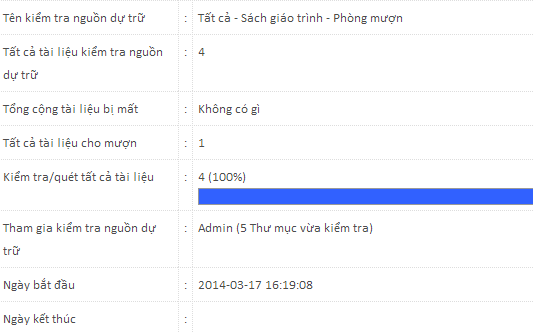 Tên kiểm tra nguồn dự trữ : Tất cả - Sách giáo trình - Phòng mượn
Tất cả tài liệu kiểm tra nguồn : 4
dự trữ
Tổng cộng tài liệu bị mất : Không có gì
Tất cả tài liệu cho mượn : 1
Kiểm tra/quét tất cả tài liệu : 4 (100%)
Tham gia kiểm tra nguồn dự : Admin (5 Thư mục vừa kiểm tra)
trữ
Ngày bắt đầu : 2014-03-17 16:19:08
Ngày kết thúc :